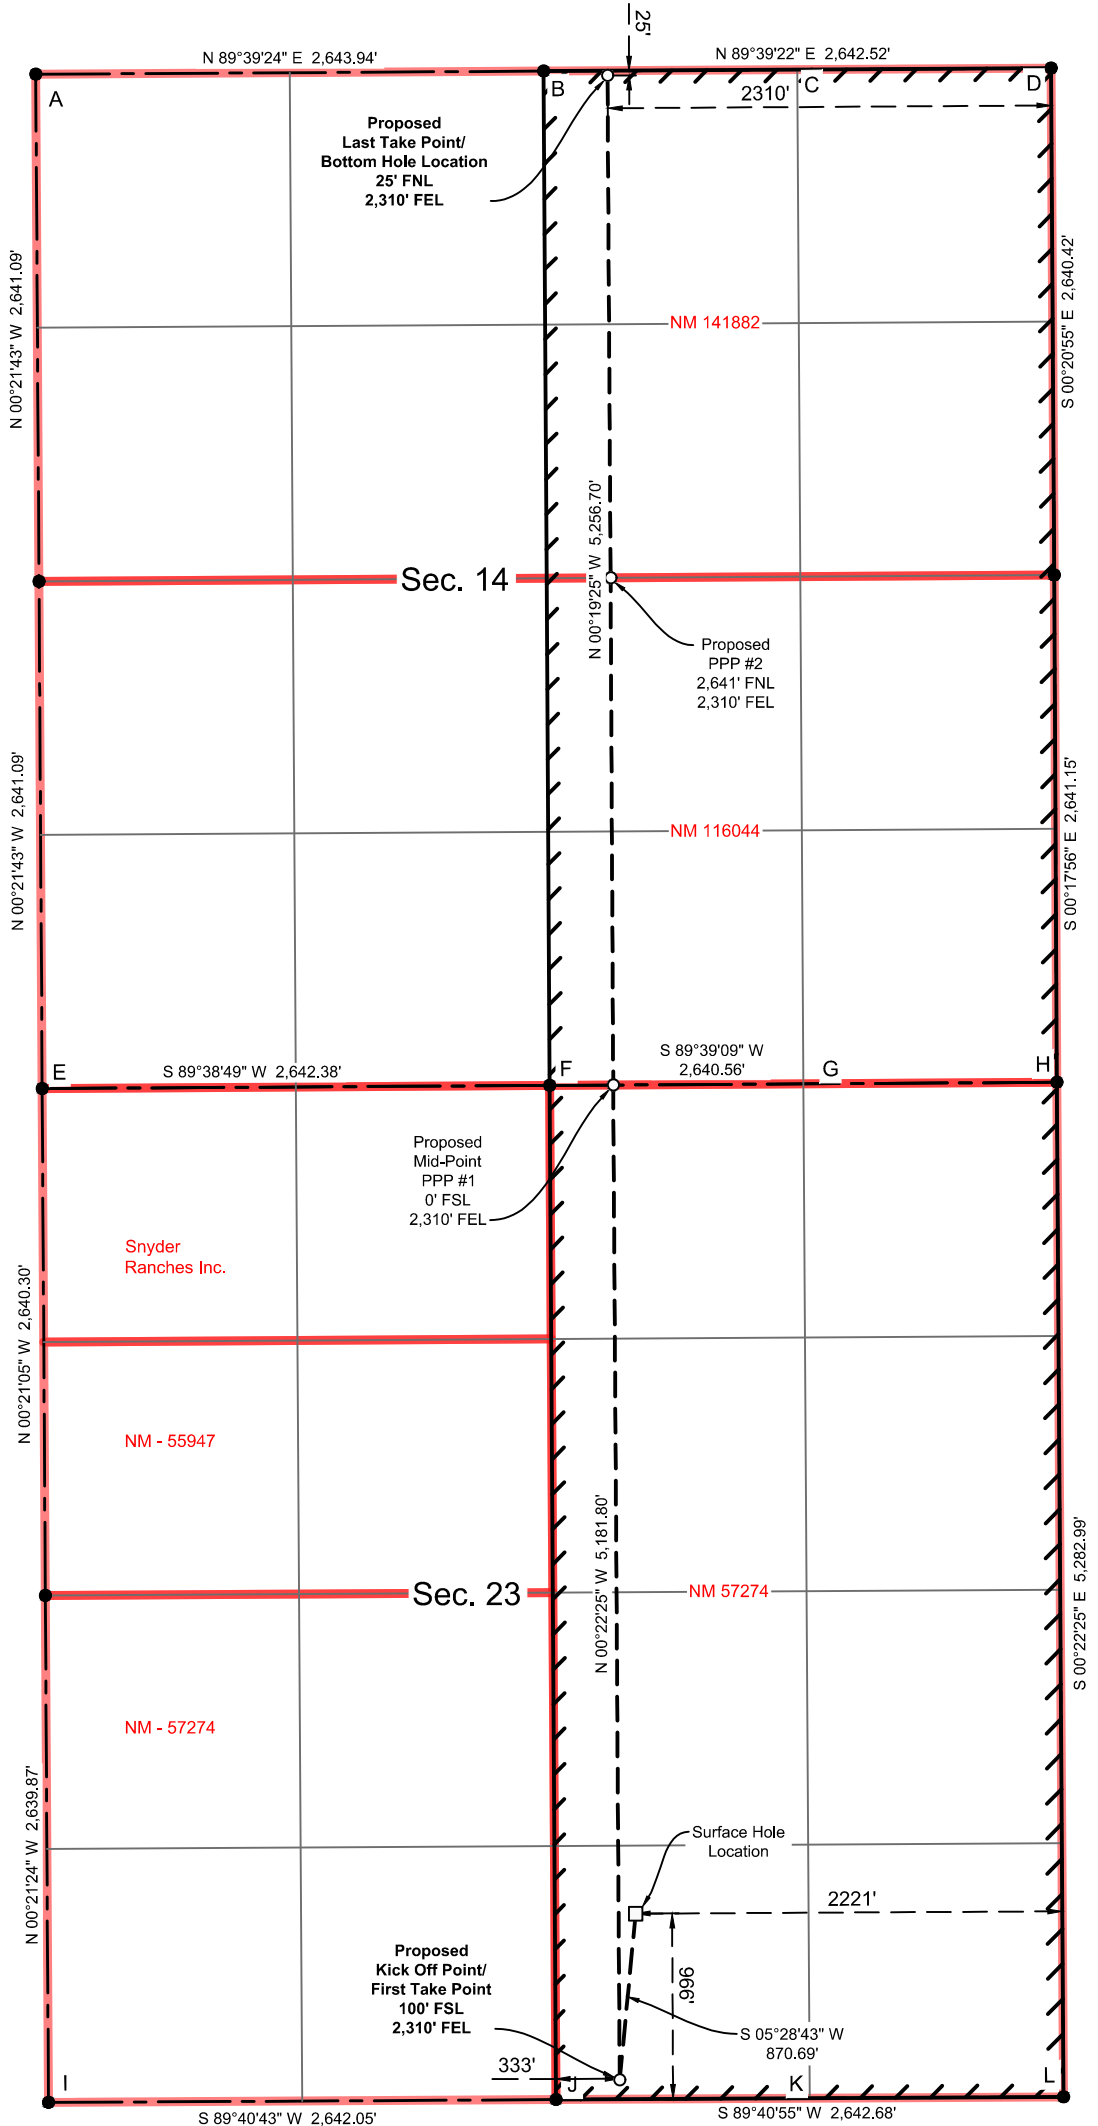 25'
N 89°39'24" E  2,643.94'
N 89°39'22" E  2,642.52'
A
B
C
D
2310'
Proposed
Last Take Point/
Bottom Hole Location
25' FNL
2,310' FEL
N 00°21'43" W  2,641.09'
S 00°20'55" E  2,640.42'
NM 141882
N 00°19'25" W  5,256.70'
Sec. 14
Proposed
PPP #2
2,641' FNL
2,310' FEL
N 00°21'43" W  2,641.09'
S 00°17'56" E  2,641.15'
NM 116044
E
S 89°38'49" W  2,642.38'
F
S 89°39'09" W
2,640.56'
G
H
Proposed
Mid-Point
PPP #1
0' FSL
2,310' FEL
Snyder
Ranches Inc.
N 00°21'05" W  2,640.30'
NM - 55947
N 00°22'25" W  5,181.80'
S 00°22'25" E  5,282.99'
Sec. 23
NM 57274
NM - 57274
N 00°21'24" W  2,639.87'
Surface Hole
Location
2221'
966'
Proposed
Kick Off Point/
First Take Point
100' FSL
2,310' FEL
S 05°28'43" W
870.69'
333'
I
J
K
L
S 89°40'43" W  2,642.05'
S 89°40'55" W  2,642.68'